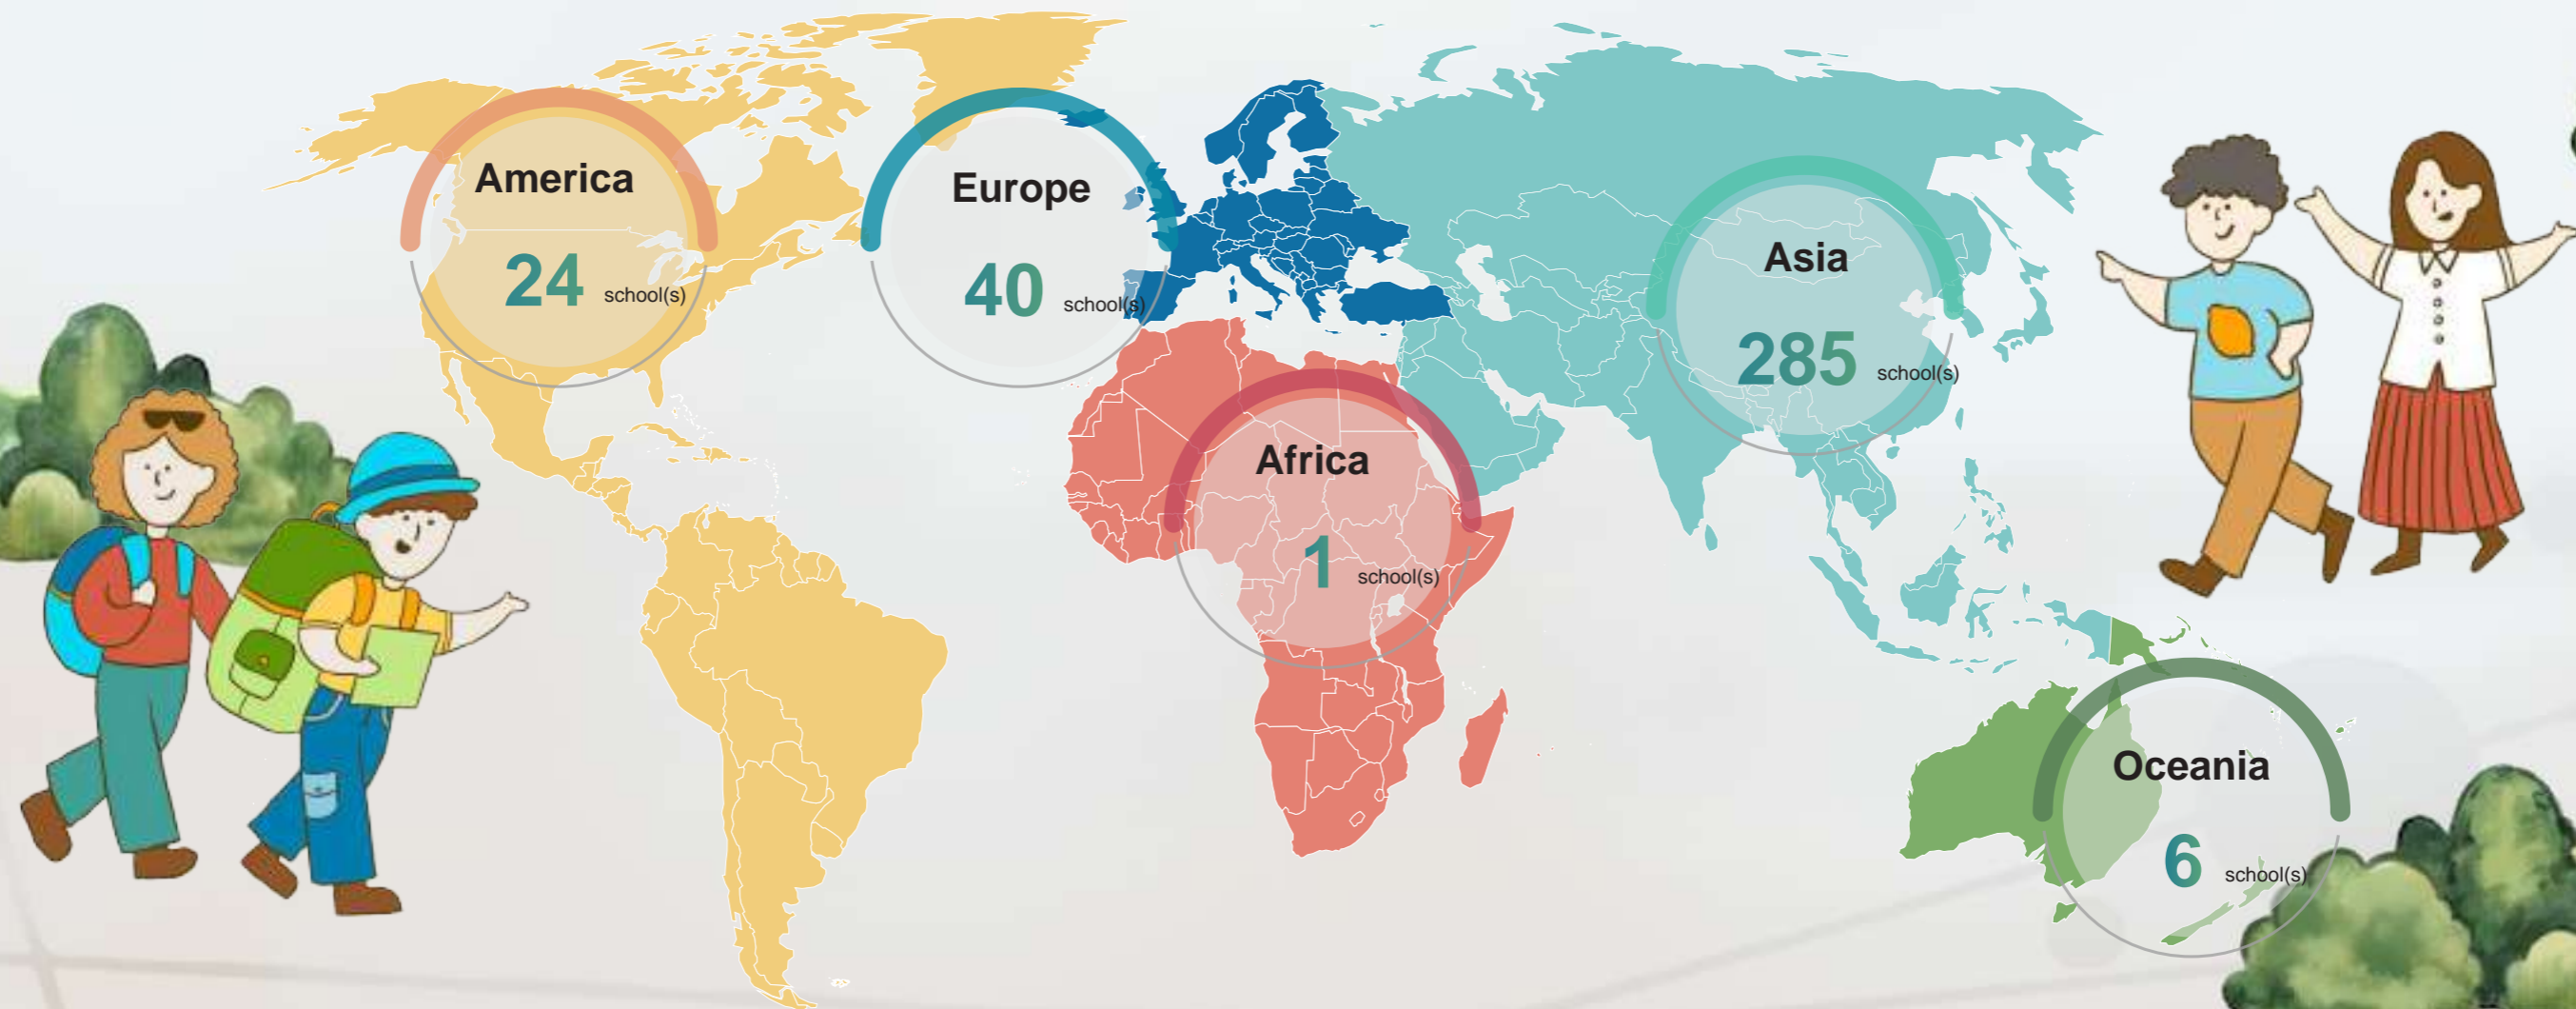 America
24 school(s)
Europe
40 school(s)
Asia
285 school(s)
Africa
1 school(s)
Oceania
6 school(s)